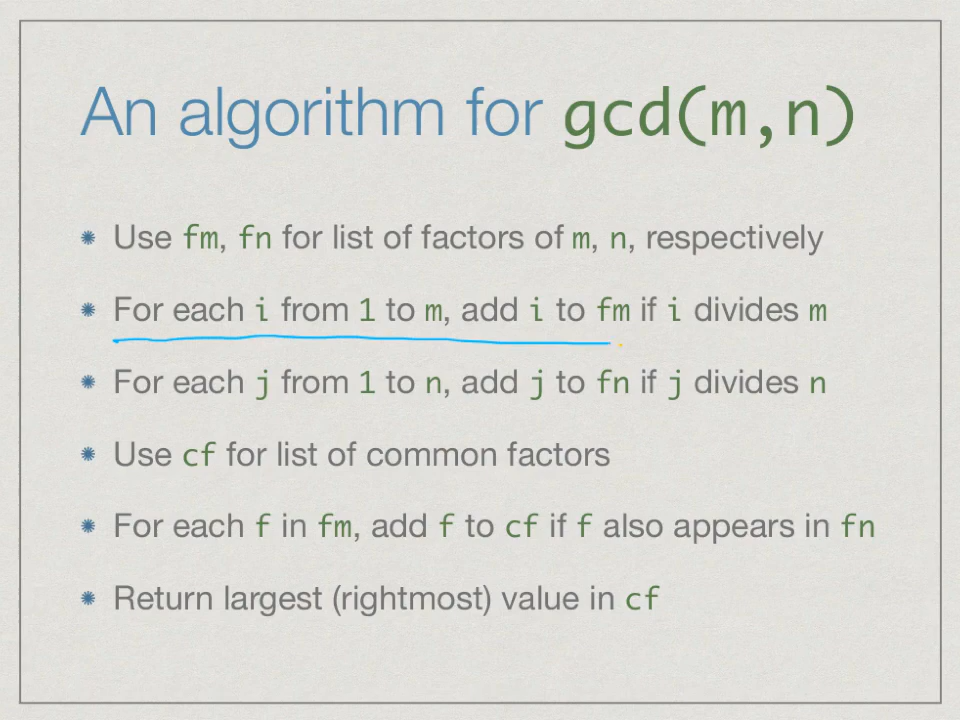 An algorithm for gcd(m,n)
Use fm, fn for list of factors of m, n, respectively
For each i from 1 to m, add i to fm if i divides m
For each j from 1 to n, add j to fn if j divides n
Use cf for list of common factors
For each f in fm, add f to cf if f also appears in fn
Return largest (rightmost) value in cf